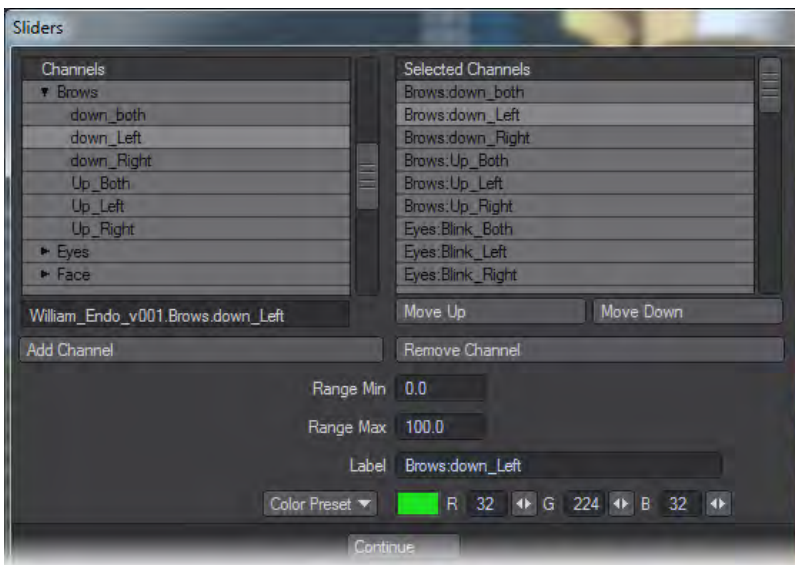 Sliders
Channels
Brows
down_both
down_Left
down_Right
Up_Both
Up_Left
Up_Right
Eyes
Face
William_Endo_v001.Brows.down_Left
Add Channel
Selected Channels
Brows:down_both
Brows:down_Left
Brows:down_Right
Brows:Up_Both
Brows:Up_Left
Brows:Up_Right
Eyes:Blink_Both
Eyes:Blink_Left
Eyes:Blink_Right
Move Up Move Down
Remove Channel
Range Min 0.0
Range Max 100.0
Label Brows:down_Left
Color Preset R 32 G 224 B 32
Continue